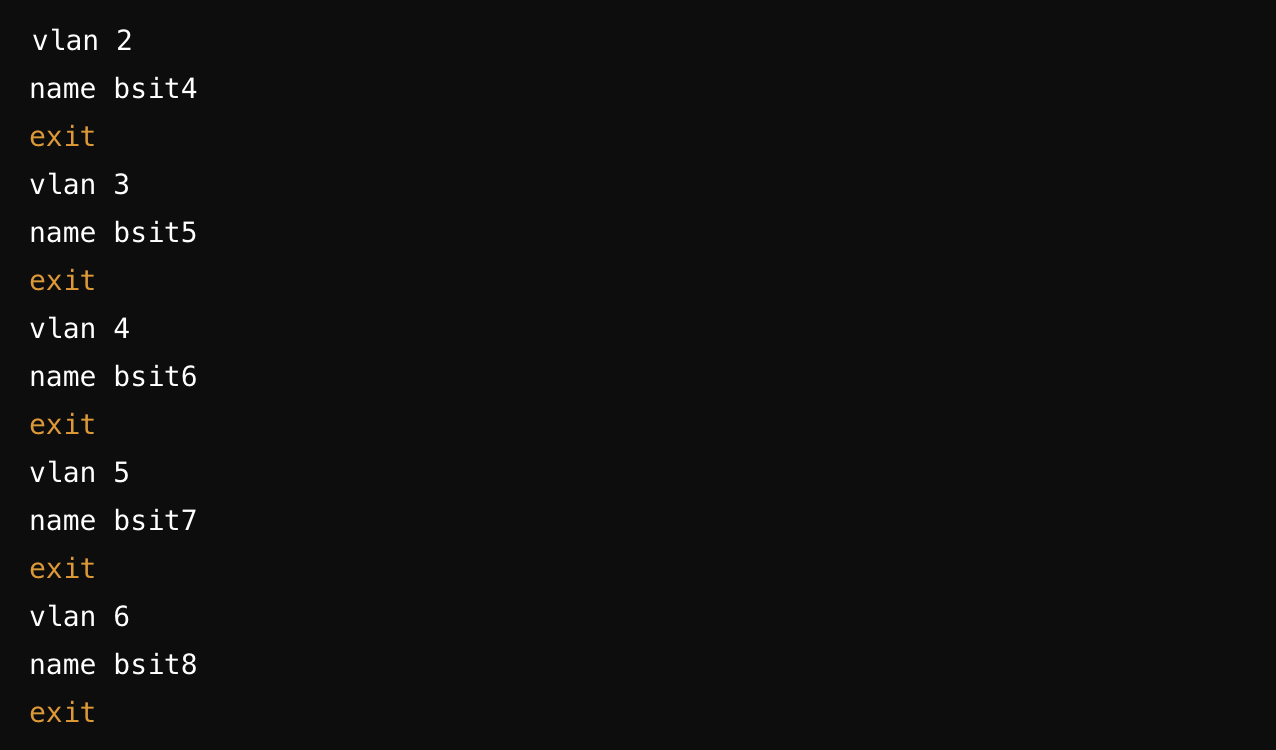 vlan 2
name bsit4
exit
vlan 3
name bsit5
exit
vlan 4
name bsit6
exit
vlan 5
name bsit7
exit
vlan 6
name bsit8
exit